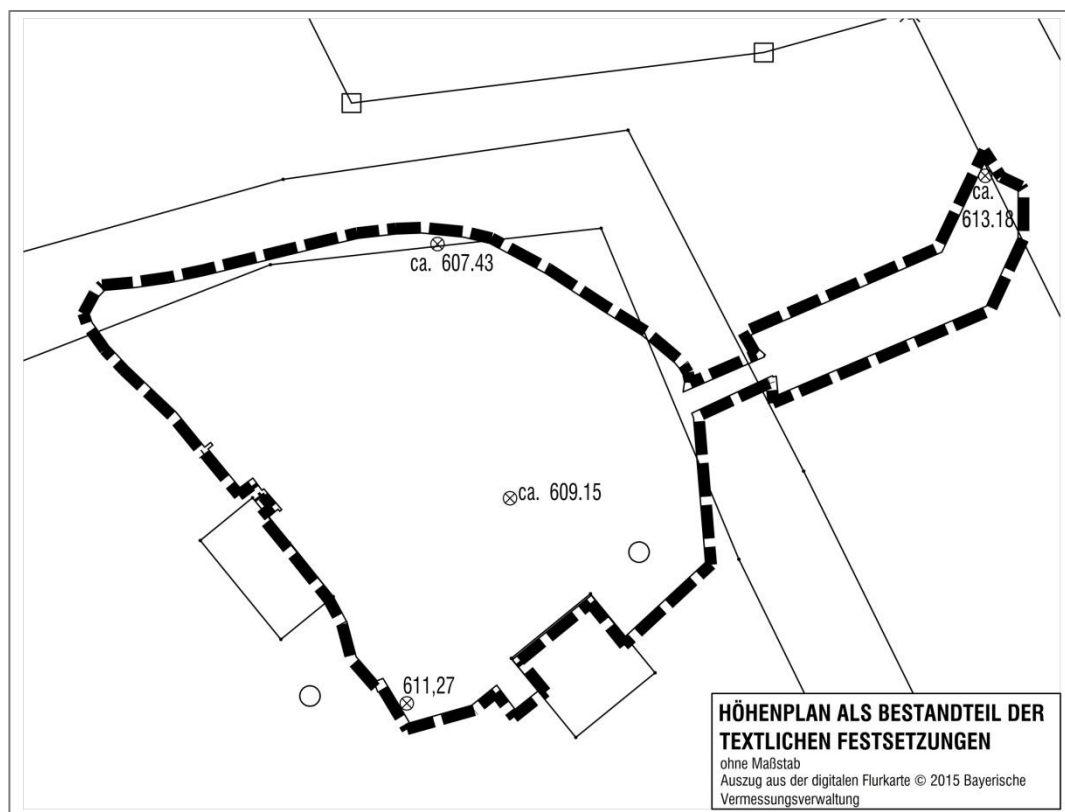 ca.
613.18
ca. 607.43
ca. 609.15
611,27
HÖHENPLAN ALS BESTANDTEIL DER
TEXTLICHEN FESTSETZUNGEN
ohne Maßstab
Auszug aus der digitalen Flurkarte © 2015 Bayerische
Vermessungsverwaltung